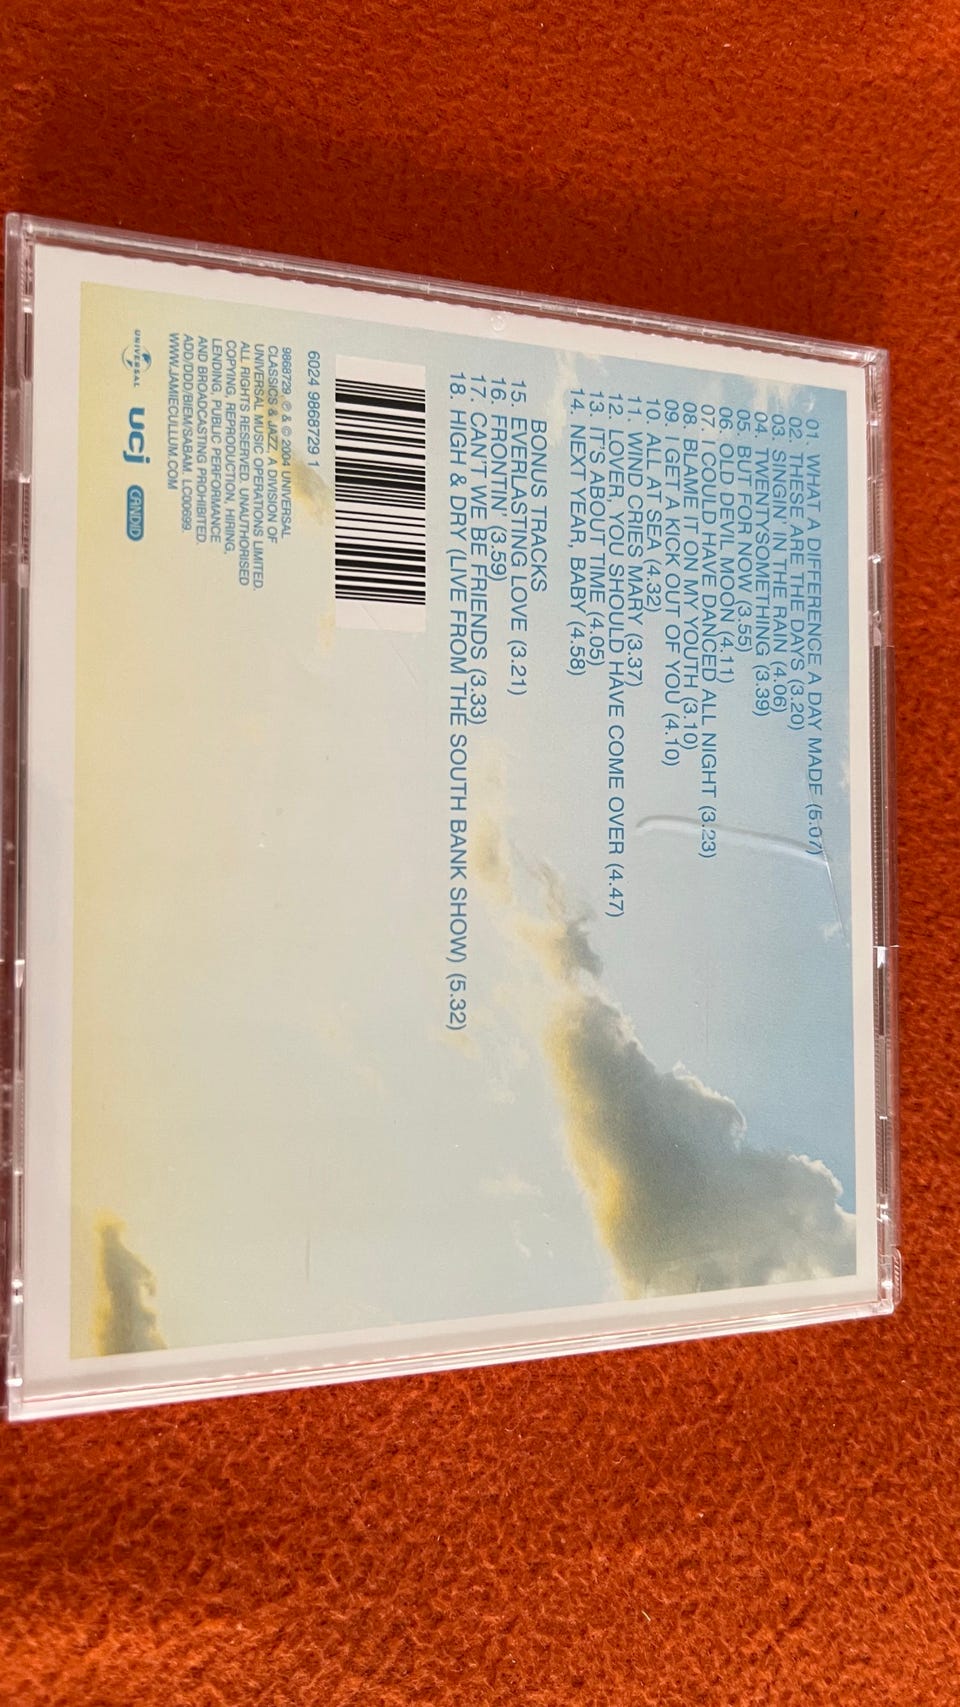 01. WHAT A DIFFERENCE A DAY MADE (5.07)
02. THESE ARE THE DAYS (3.20)
03. SINGIN IN THE RAIN (4.06)
04. TWENTYSOMETHING (3.39)
05. BUT FOR NOW (3.55)
06. OLD DEVIL MOON (4.11)
07. I COULD HAVE DANCED ALL NIGHT (3.23)
08. BLAME IT ON MY YOUTH (3.10)
09. I GET A KICK OUT OF YOU (4.10)
10. ALL AT SEA (4.32)
11. WIND CRIES MARY (3.37)
12. LOVER, YOU SHOULD HAVE COME OVER (4.47)
13. IT'S ABOUT TIME (4.05)
14. NEXT YEAR, BABY (4.58)
BONUS TRACKS
15. EVERLASTING LOVE (3.21)
16. FRONTIN' (3.59)
17. CAN'T WE BE FRIENDS (3.33)
18. HIGH & DRY (LIVE FROM THE SOUTH BANK SHOW) (5.32)
6024 9868729 1
9868729. ℗ & © 2004 UNIVERSAL
CLASSICS & JAZZ, A DIVISION OF
UNIVERSAL MUSIC OPERATIONS LIMITED.
ALL RIGHTS RESERVED. UNAUTHORISED
COPYING, REPRODUCTION, HIRING,
LENDING, PUBLIC PERFORMANCE
AND BROADCASTING PROHIBITED.
ADD/DDD/BIEM/SABAM. LC00699.
WWW.JAMIECULLUM.COM
UNIVERSAL
ucj
CANDID